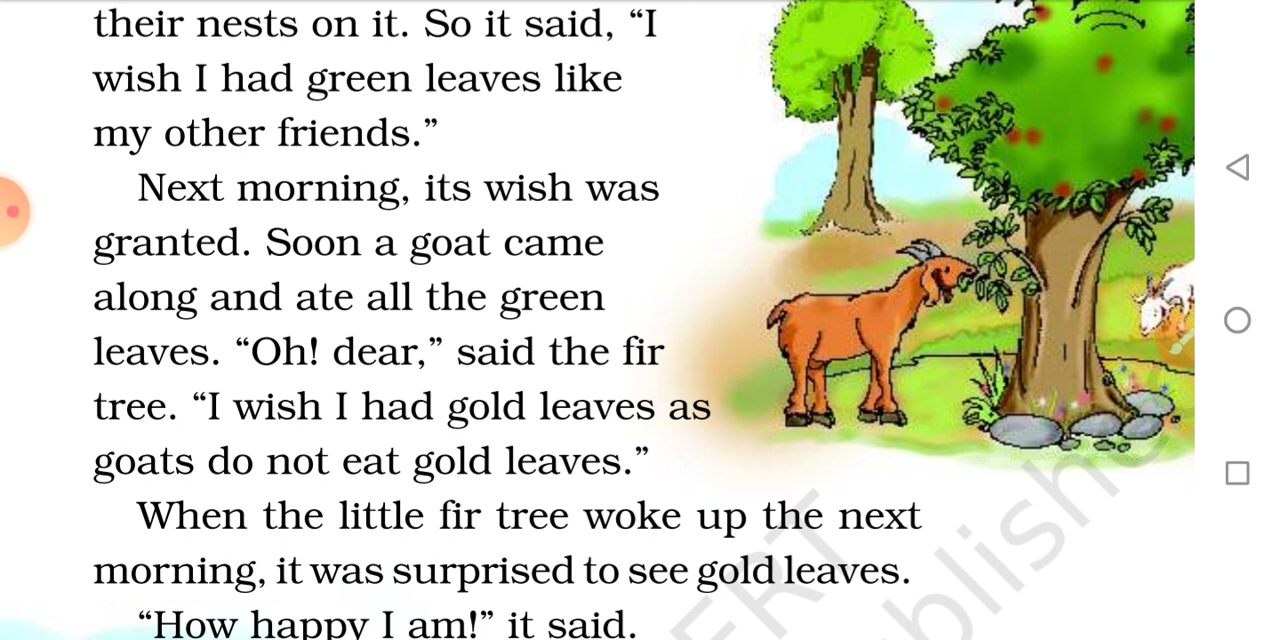 their nests on it. So it said, “I
wish I had green leaves like
my other friends.”
Next morning, its wish was
granted. Soon a goat came
along and ate all the green
leaves. “Oh! dear,” said the fir
tree. “I wish I had gold leaves as
goats do not eat gold leaves.”
When the little fir tree woke up the next
morning, it was surprised to see gold leaves.
“How happy I am!” it said.